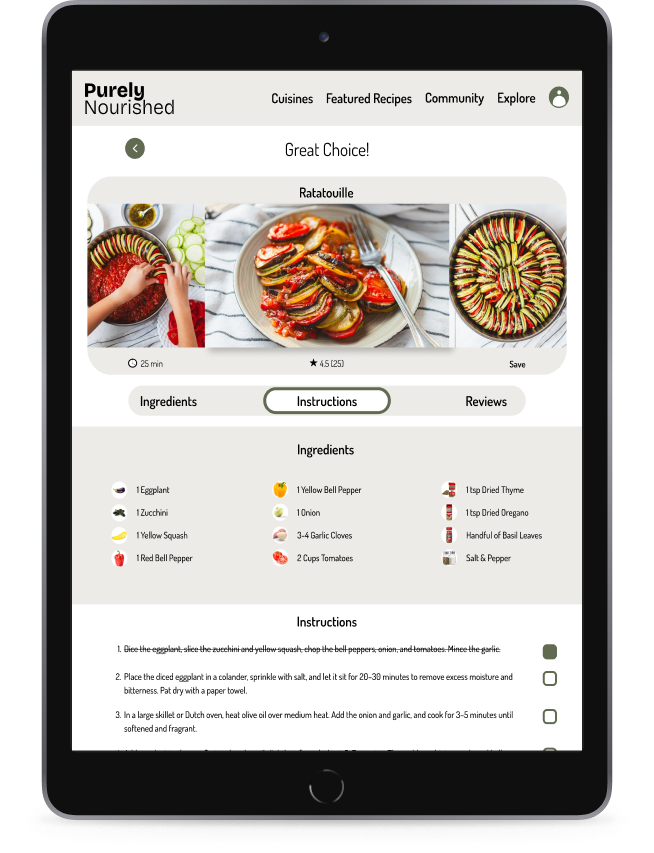 Purely
Nourished
Cuisines Featured Recipes Community Explore
Great Choice!
Ratatouille
25 min
4.5 (25)
Save
Ingredients
Instructions
Reviews
Ingredients
1 Eggplant
1 Zucchini
1 Yellow Squash
1 Red Bell Pepper
1 Yellow Bell Pepper
1 Onion
3-4 Garlic Cloves
2 Cups Tomatoes
1 tsp Dried Thyme
1 tsp Dried Oregano
Handful of Basil Leaves
Salt & Pepper
Instructions
1. Dice the eggplant, slice the zucchini and yellow squash, chop the bell peppers, onion, and tomatoes. Mince the garlic.
2. Place the diced eggplant in a colander, sprinkle with salt, and let it sit for 20-30 minutes to remove excess moisture and
bitterness. Pat dry with a paper towel.
3. In a large skillet or Dutch oven, heat olive oil over medium heat. Add the onion and garlic, and cook for 3-5 minutes until
softened and fragrant.